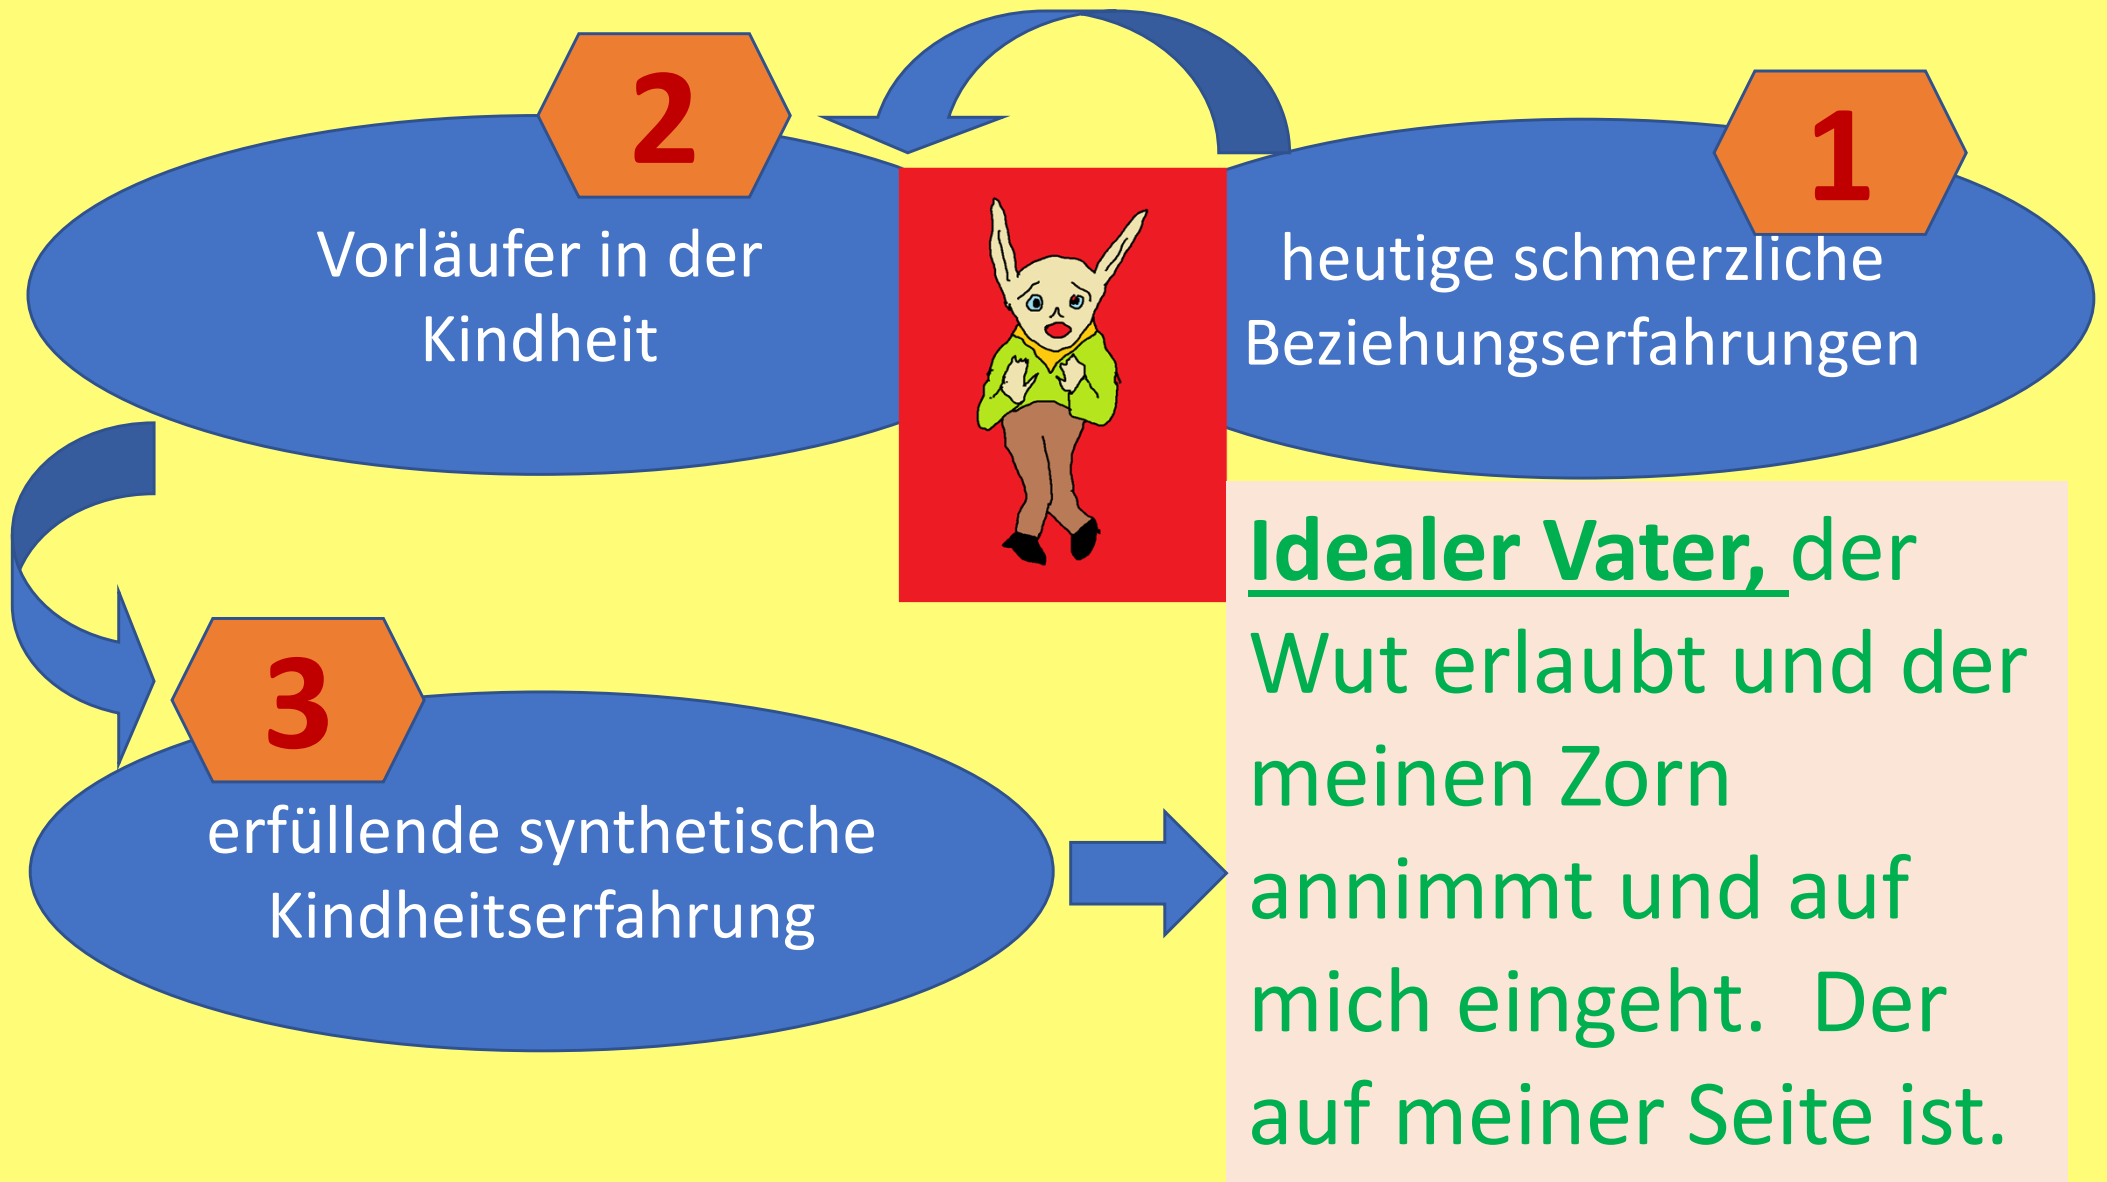 2
1
Vorläufer in der
Kindheit
heutige schmerzliche
Beziehungserfahrungen
3
erfüllende synthetische
Kindheitserfahrung
Idealer Vater, der
Wut erlaubt und der
meinen Zorn
annimmt und auf
mich eingeht.  Der
auf meiner Seite ist.